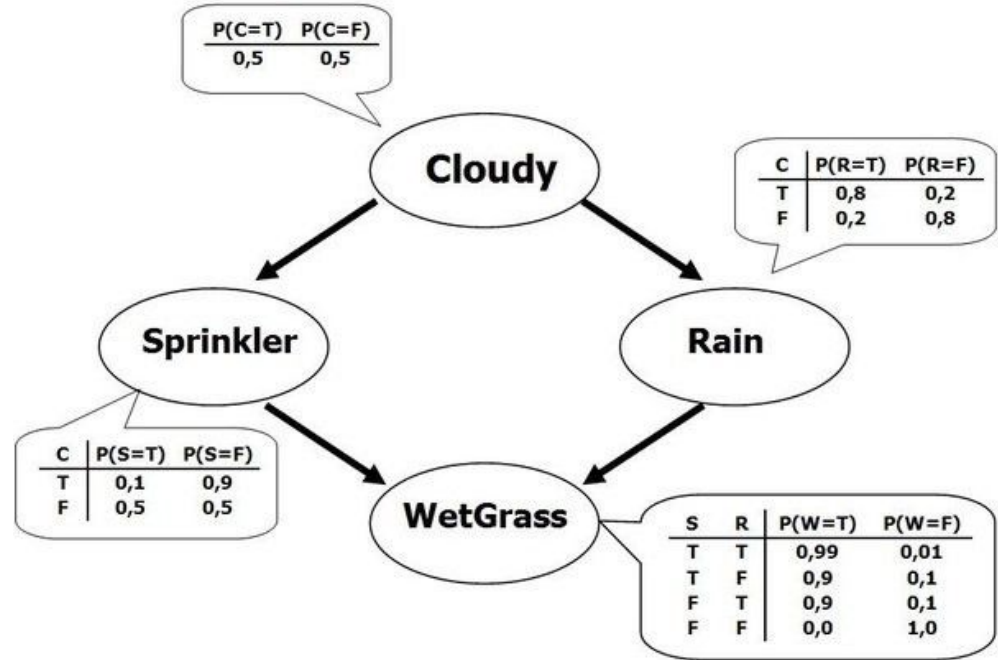 P(C=T) P(C=F)
0,5 0,5
Cloudy
C P(R=T) P(R=F)
T 0,8 0,2
F 0,2 0,8
Sprinkler
Rain
C P(S=T) P(S=F)
T 0,1 0,9
F 0,5 0,5
WetGrass
S R P(W=T) P(W=F)
T T 0,99 0,01
T F 0,9 0,1
F T 0,9 0,1
F F 0,0 1,0